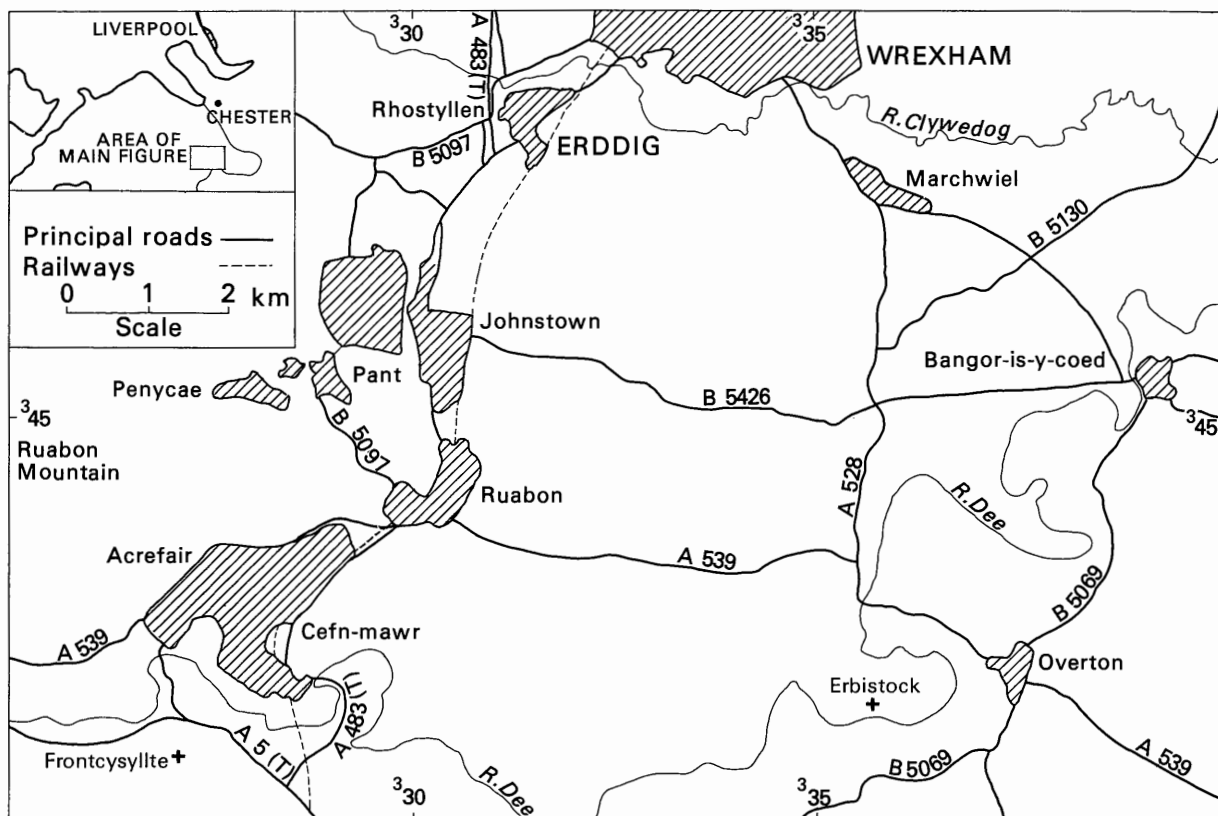 LIVERPOOL
CHESTER
AREA OF
MAIN FIGURE
Principal roads
Railways
0 1 2 km
Scale
³30
³35
A 483 (T)
WREXHAM
Rhostyllen
R. Clywedog
B 5097
ERDDIG
Marchwiel
B 5130
Johnstown
Bangor-is-y-coed
Pant
Penycae
B 5426
³45
³45
B 5097
Ruabon
Mountain
A 528
Ruabon
R. Dee
Acrefair
A 539
B 5069
Cefn-mawr
A 539
Overton
Erbistock
A 483 (T)
Froncysyllte
A 5 (T)
R. Dee
B 5069
A 539
³30
³35